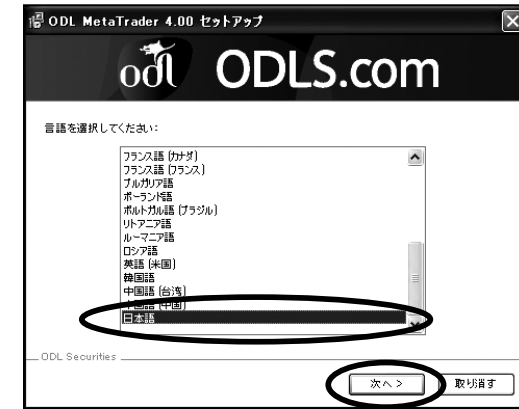 ODL MetaTrader 4.00 セットアップ
odl ODLS.com
言語を選択してください:
フランス語 (カナダ)
フランス語 (フランス)
ブルガリア語
ポーランド語
ポルトガル語 (ブラジル)
リトアニア語
ルーマニア語
ロシア語
英語 (米国)
韓国語
中国語 (台湾)
中国語 (中国)
日本語
ODL Securities
次へ >
取り消す